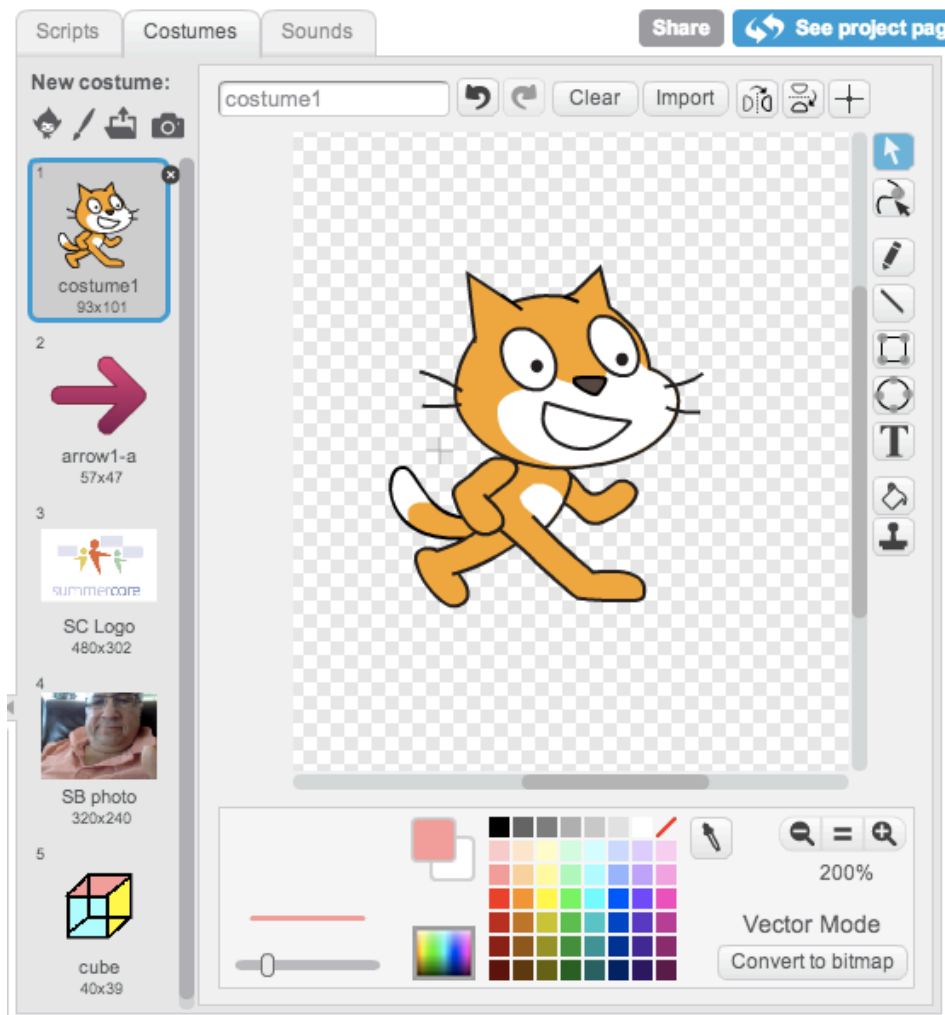 Scripts Costumes Sounds
Share See project pag
New costume:
costume1 Clear Import
1
costume1
93x101
2
arrow1-a
57x47
3
summercore
SC Logo
480x302
4
SB photo
320x240
5
cube
40x39
T
200%
Vector Mode
Convert to bitmap